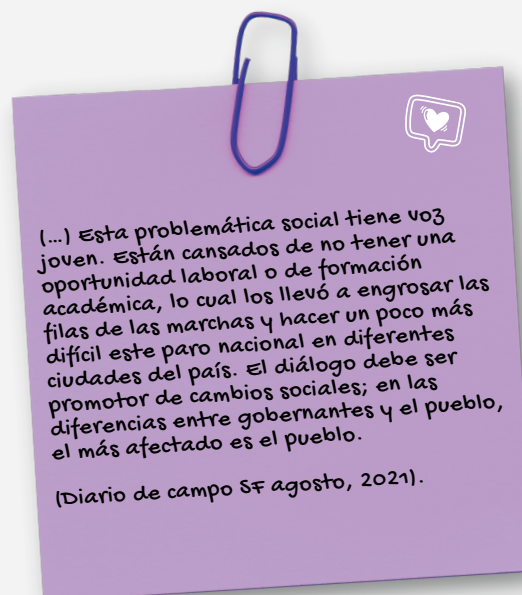 (...) Esta problemática social tiene voz
joven. Están cansados de no tener una
oportunidad laboral o de formación
académica, lo cual los llevó a engrosar las
filas de las marchas y hacer un poco más
difícil este paro nacional en diferentes
ciudades del país. El diálogo debe ser
promotor de cambios sociales; en las
diferencias entre gobernantes y el pueblo,
el más afectado es el pueblo.
(Diario de campo SF agosto, 2021).